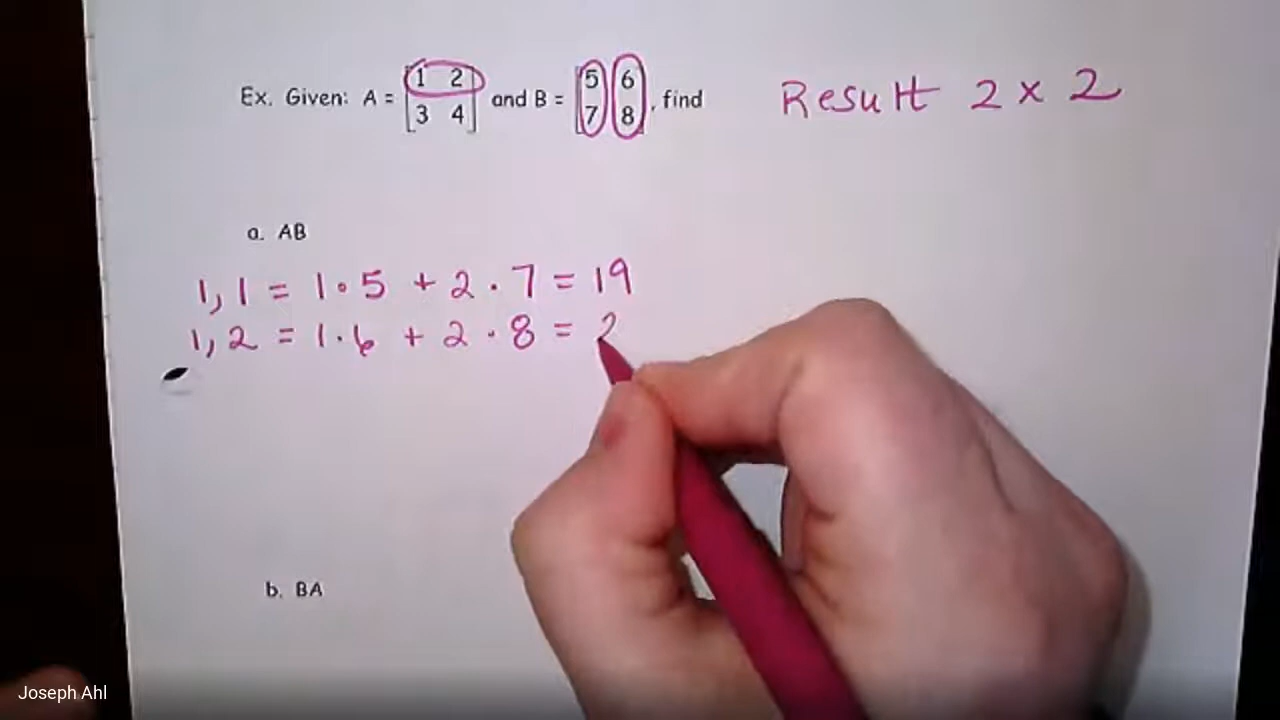 Ex. Given: A = [1 2 and B = [5 6], find Result 2 x 2
[3 4] [7 8]
a. AB
1,1 = 1·5 + 2·7 = 19
1,2 = 1·6 + 2·8 = 2
b. BA
Joseph Ahl